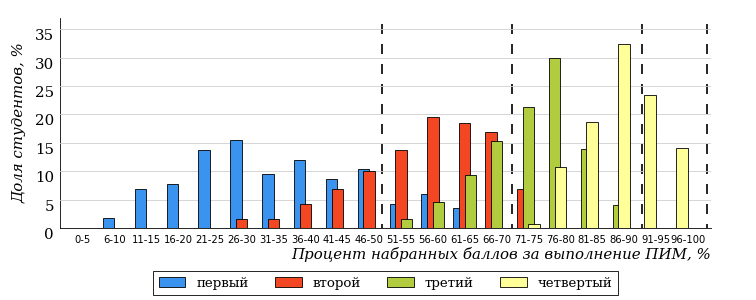 Доля студентов, %
35
30
25
20
15
10
5
0
0-5 6-10 11-15 16-20 21-25 26-30 31-35 36-40 41-45 46-50 51-55 56-60 61-65 66-70 71-75 76-80 81-85 86-90 91-95 96-100
Процент набранных баллов за выполнение ПИМ, %
первый второй третий четвертый